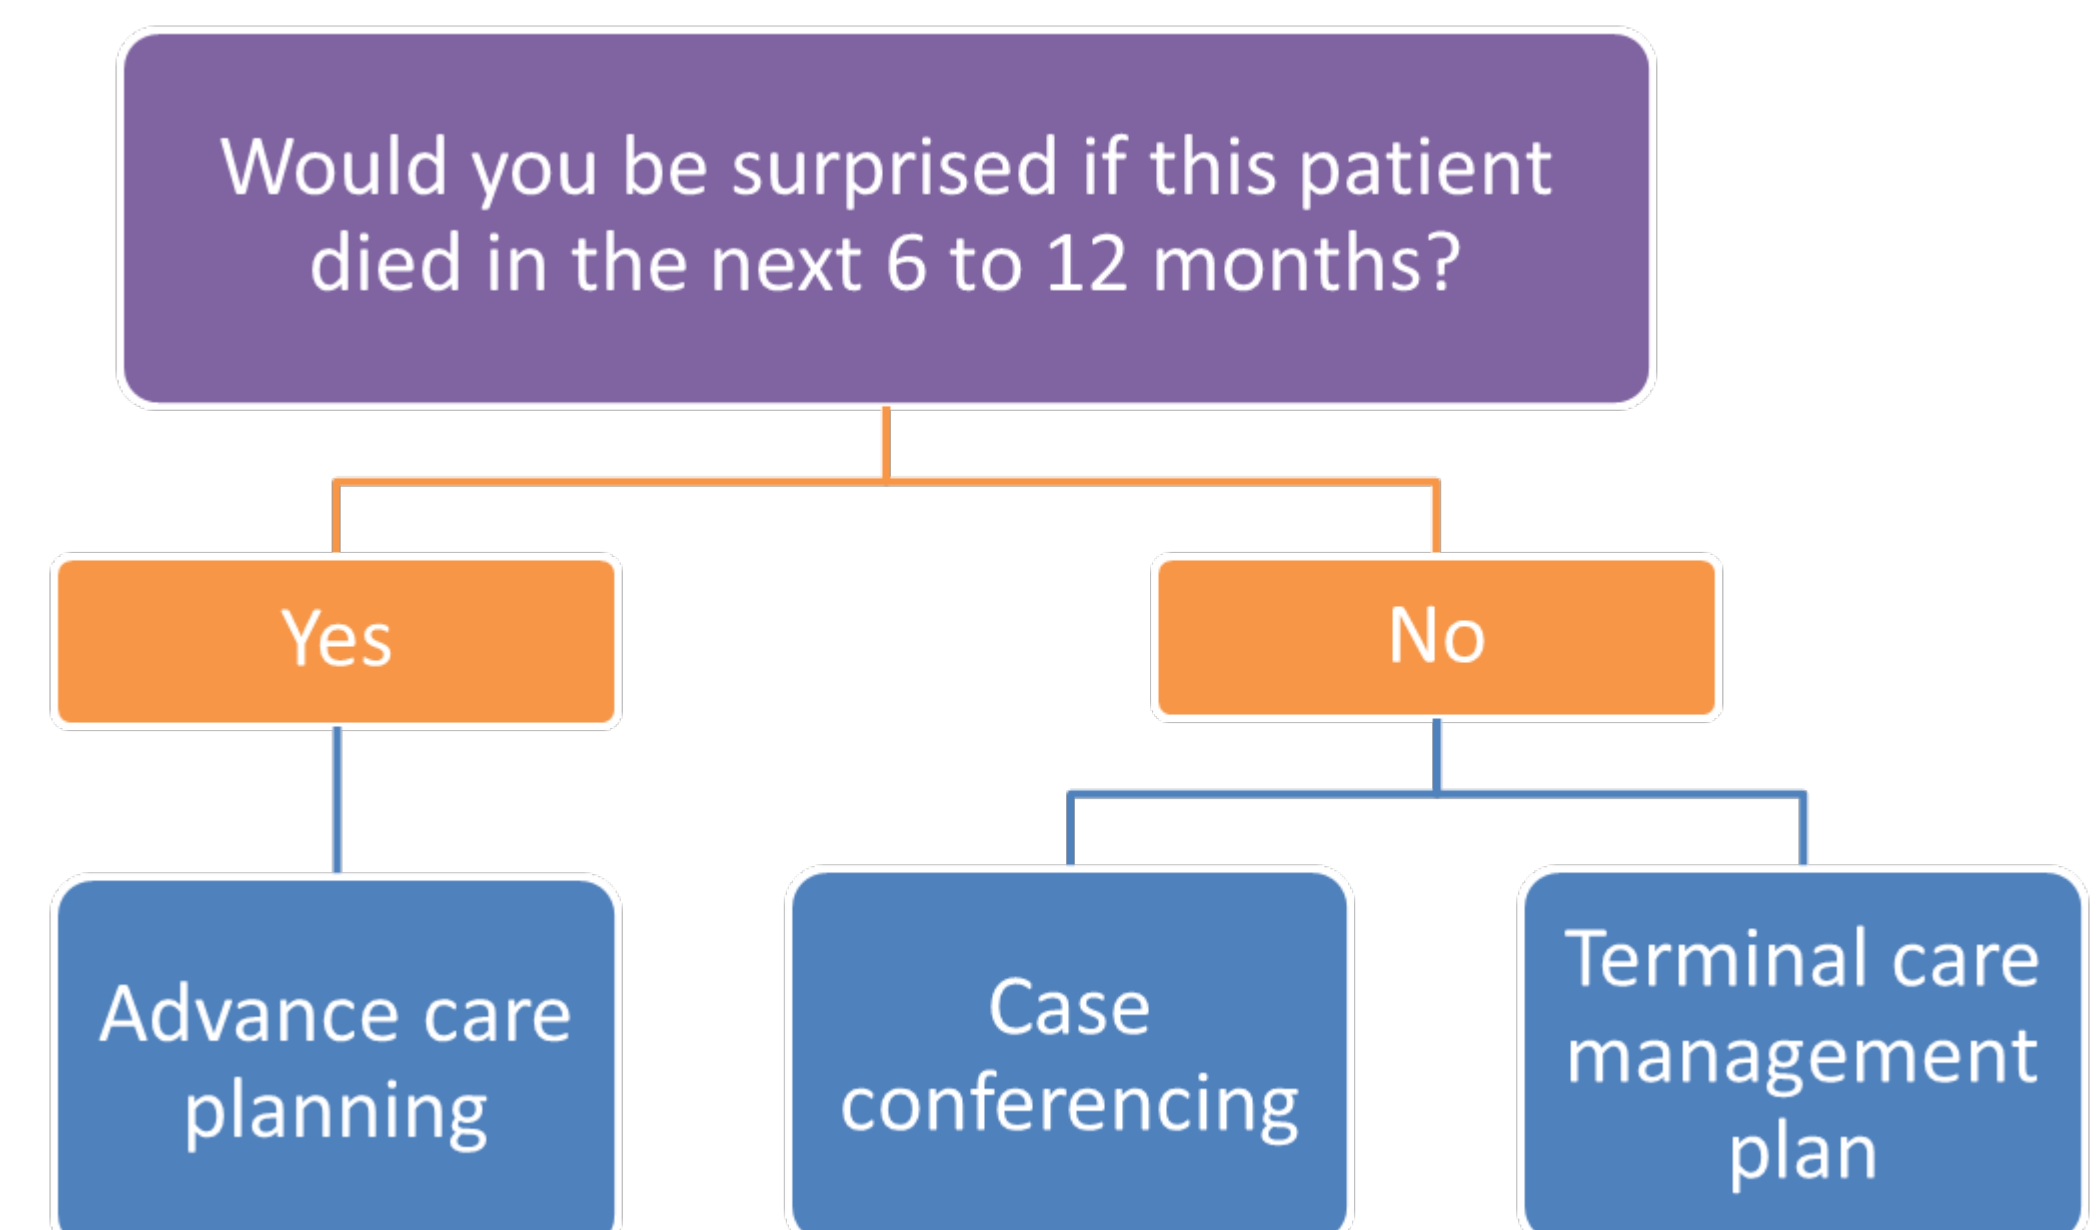 Would you be surprised if this patient
died in the next 6 to 12 months?
Yes
No
Advance care
planning
Case
conferencing
Terminal care
management
plan